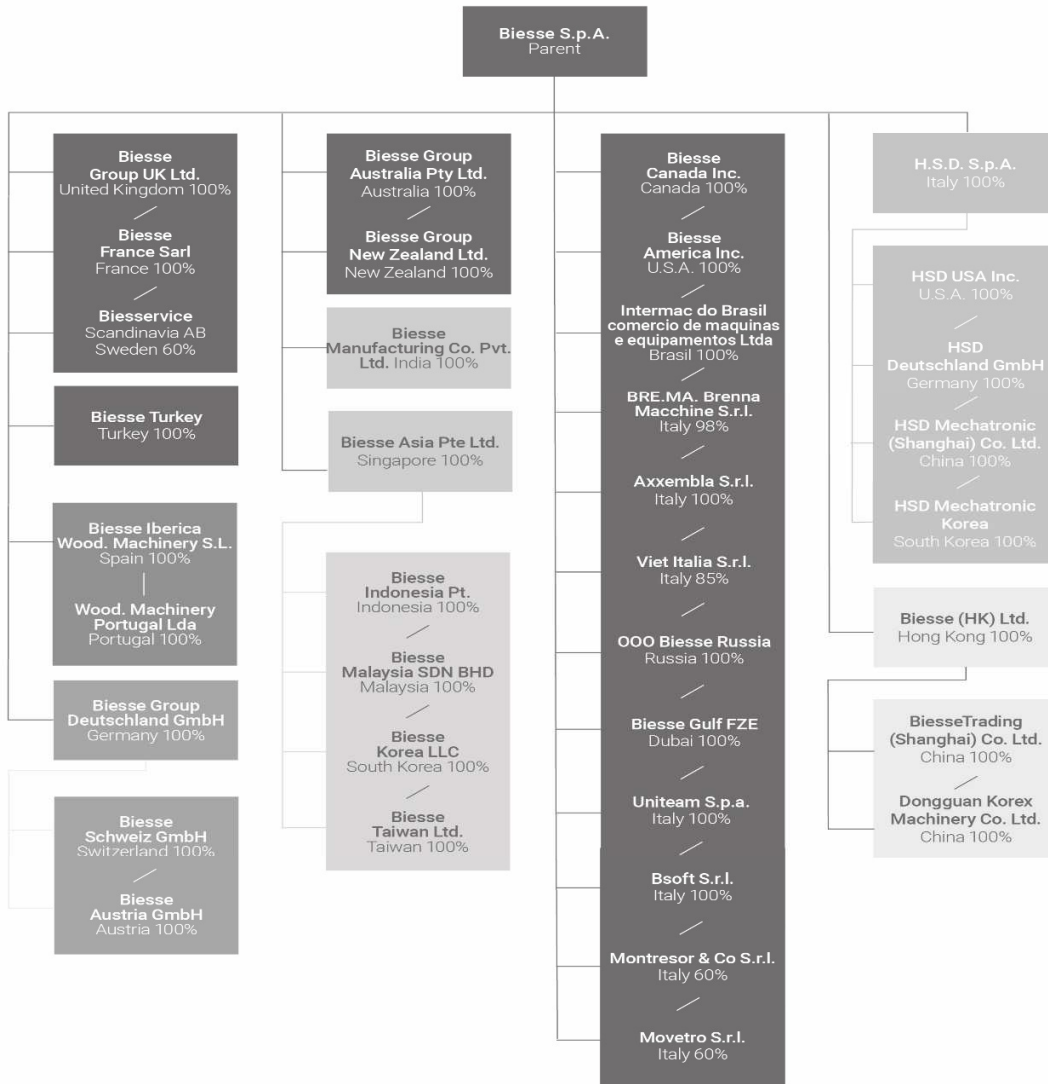 Biesse S.p.A.
Parent
Biesse
Group UK Ltd.
United Kingdom 100%
Biesse
France Sarl
France 100%
Biesservice
Scandinavia AB
Sweden 60%
Biesse Turkey
Turkey 100%
Biesse Iberica
Wood. Machinery S.L.
Spain 100%
Wood. Machinery
Portugal Lda
Portugal 100%
Biesse Group
Deutschland GmbH
Germany 100%
Biesse
Schweiz GmbH
Switzerland 100%
Biesse
Austria GmbH
Austria 100%
Biesse Group
Australia Pty Ltd.
Australia 100%
Biesse Group
New Zealand Ltd.
New Zealand 100%
Biesse
Manufacturing Co. Pvt.
Ltd. India 100%
Biesse Asia Pte Ltd.
Singapore 100%
Biesse
Indonesia Pt.
Indonesia 100%
Biesse
Malaysia SDN BHD
Malaysia 100%
Biesse
Korea LLC
South Korea 100%
Biesse
Taiwan Ltd.
Taiwan 100%
Biesse
Canada Inc.
Canada 100%
Biesse
America Inc.
U.S.A. 100%
Intermac do Brasil
comercio de maquinas
e equipamentos Ltda
Brasil 100%
BRE.MA. Brenna
Macchine S.r.l.
Italy 98%
Axxembla S.r.l.
Italy 100%
Viet Italia S.r.l.
Italy 85%
OOO Biesse Russia
Russia 100%
Biesse Gulf FZE
Dubai 100%
Uniteam S.p.a.
Italy 100%
Bsoft S.r.l.
Italy 100%
Montresor & Co S.r.l.
Italy 60%
Movetro S.r.l.
Italy 60%
H.S.D. S.p.A.
Italy 100%
HSD USA Inc.
U.S.A. 100%
HSD
Deutschland GmbH
Germany 100%
HSD Mechatronic
(Shanghai) Co. Ltd.
China 100%
HSD Mechatronic
Korea
South Korea 100%
Biesse (HK) Ltd.
Hong Kong 100%
BiesseTrading
(Shanghai) Co. Ltd.
China 100%
Dongguan Korex
Machinery Co. Ltd.
China 100%